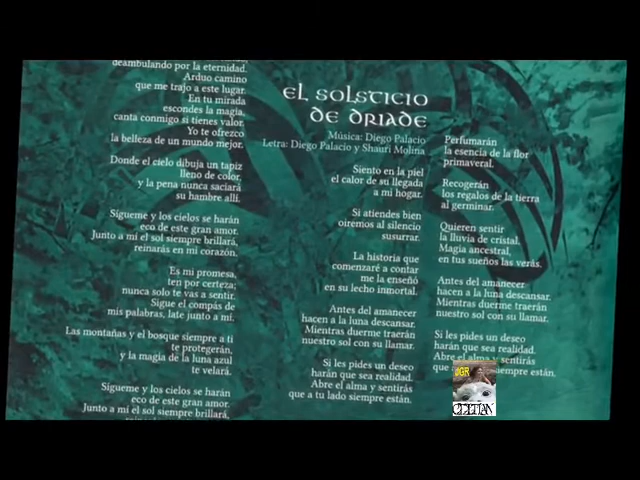 deambulando por la eternidad.
Arduo camino
que me trajo a este lugar.
En tu mirada
escondes la magia,
canta conmigo si tienes valor.
Yo te ofrezco
la belleza de un mundo mejor.
Donde el cielo dibuja un tapiz
lleno de color,
y la pena nunca saciará
su hambre allí.
Sígueme y los cielos se harán
eco de este gran amor.
Junto a mí el sol siempre brillará,
reinarás en mi corazón.
Es mi promesa,
ten por certeza;
nunca solo te vas a sentir.
Sigue el compás de
mis palabras, late junto a mí.
Las montañas y el bosque siempre a ti
te protegerán,
y la magia de la luna azul
te velará.
Sígueme y los cielos se harán
eco de este gran amor.
Junto a mí el sol siempre brillará,
EL SOLSTICIO
DE DRIADE
Música: Diego Palacio
Letra: Diego Palacio y Shauri Molina
Siento en la piel
el calor de su llegada
a mi hogar.
Si atiendes bien
oiremos al silencio
susurrar.
La historia que
comenzaré a contar
me la enseñó
en su lecho inmortal.
Antes del amanecer
hacen a la luna descansar.
Mientras duerme traerán
nuestro sol con su llamar.
Si les pides un deseo
harán que sea realidad.
Abre el alma y sentirás
que a tu lado siempre están.
Perfumarán
la esencia de la flor
primaveral.
Recogerán
los regalos de la tierra
al germinar.
Quieren sentir
la lluvia de cristal.
Magia ancestral,
en tus sueños las verás.
Antes del amanecer
hacen a la luna descansar.
Mientras duerme traerán
nuestro sol con su llamar.
Si les pides un deseo
harán que sea realidad.
Abre el alma y sentirás
siempre están.